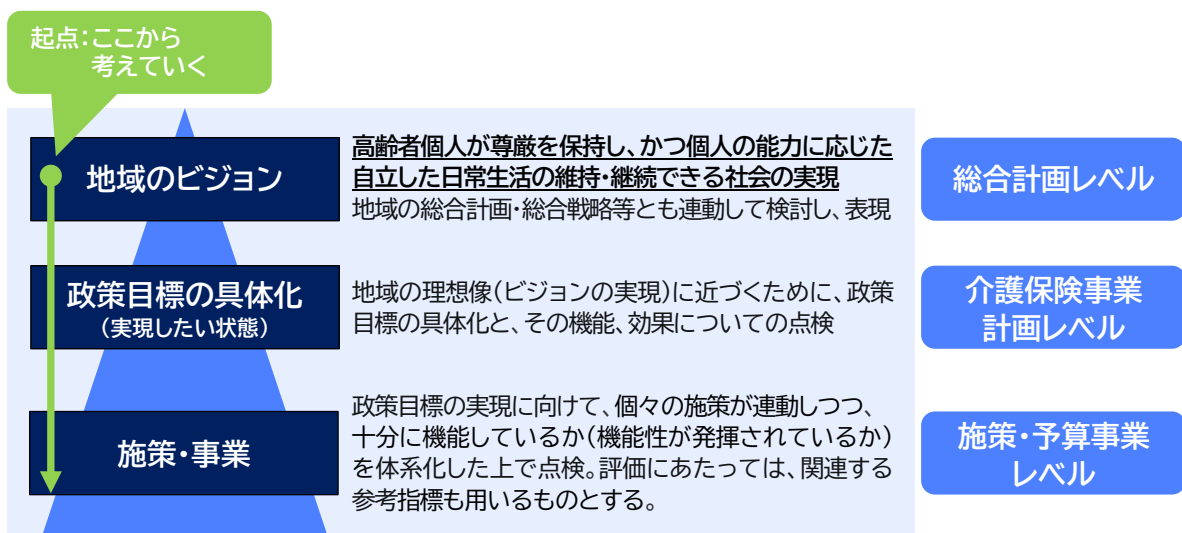 起点:ここから
考えていく
地域のビジョン
高齢者個人が尊厳を保持し、かつ個人の能力に応じた
自立した日常生活の維持・継続できる社会の実現
地域の総合計画・総合戦略等とも連動して検討し、表現
総合計画レベル
政策目標の具体化
(実現したい状態)
地域の理想像(ビジョンの実現)に近づくために、政策
目標の具体化と、その機能、効果についての点検
介護保険事業
計画レベル
施策・事業
政策目標の実現に向けて、個々の施策が連動しつつ、
十分に機能しているか(機能性が発揮されているか)
を体系化した上で点検。評価にあたっては、関連する
参考指標も用いるものとする。
施策・予算事業
レベル